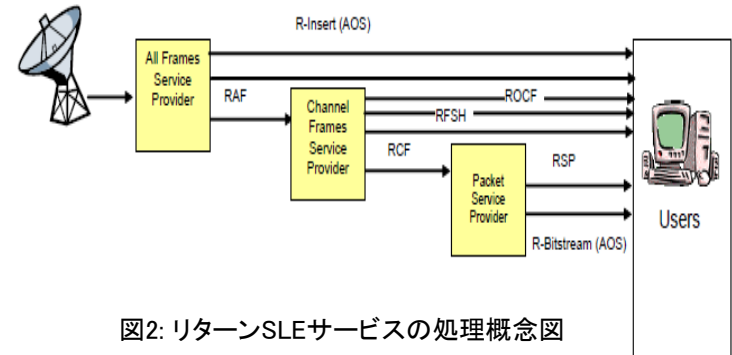 R-Insert (AOS)
All Frames
Service
Provider
RAF
Channel
Frames
Service
Provider
ROCF
RFSH
RCF
Packet
Service
Provider
RSP
R-Bitstream (AOS)
Users
図2: リターンSLEサービスの処理概念図